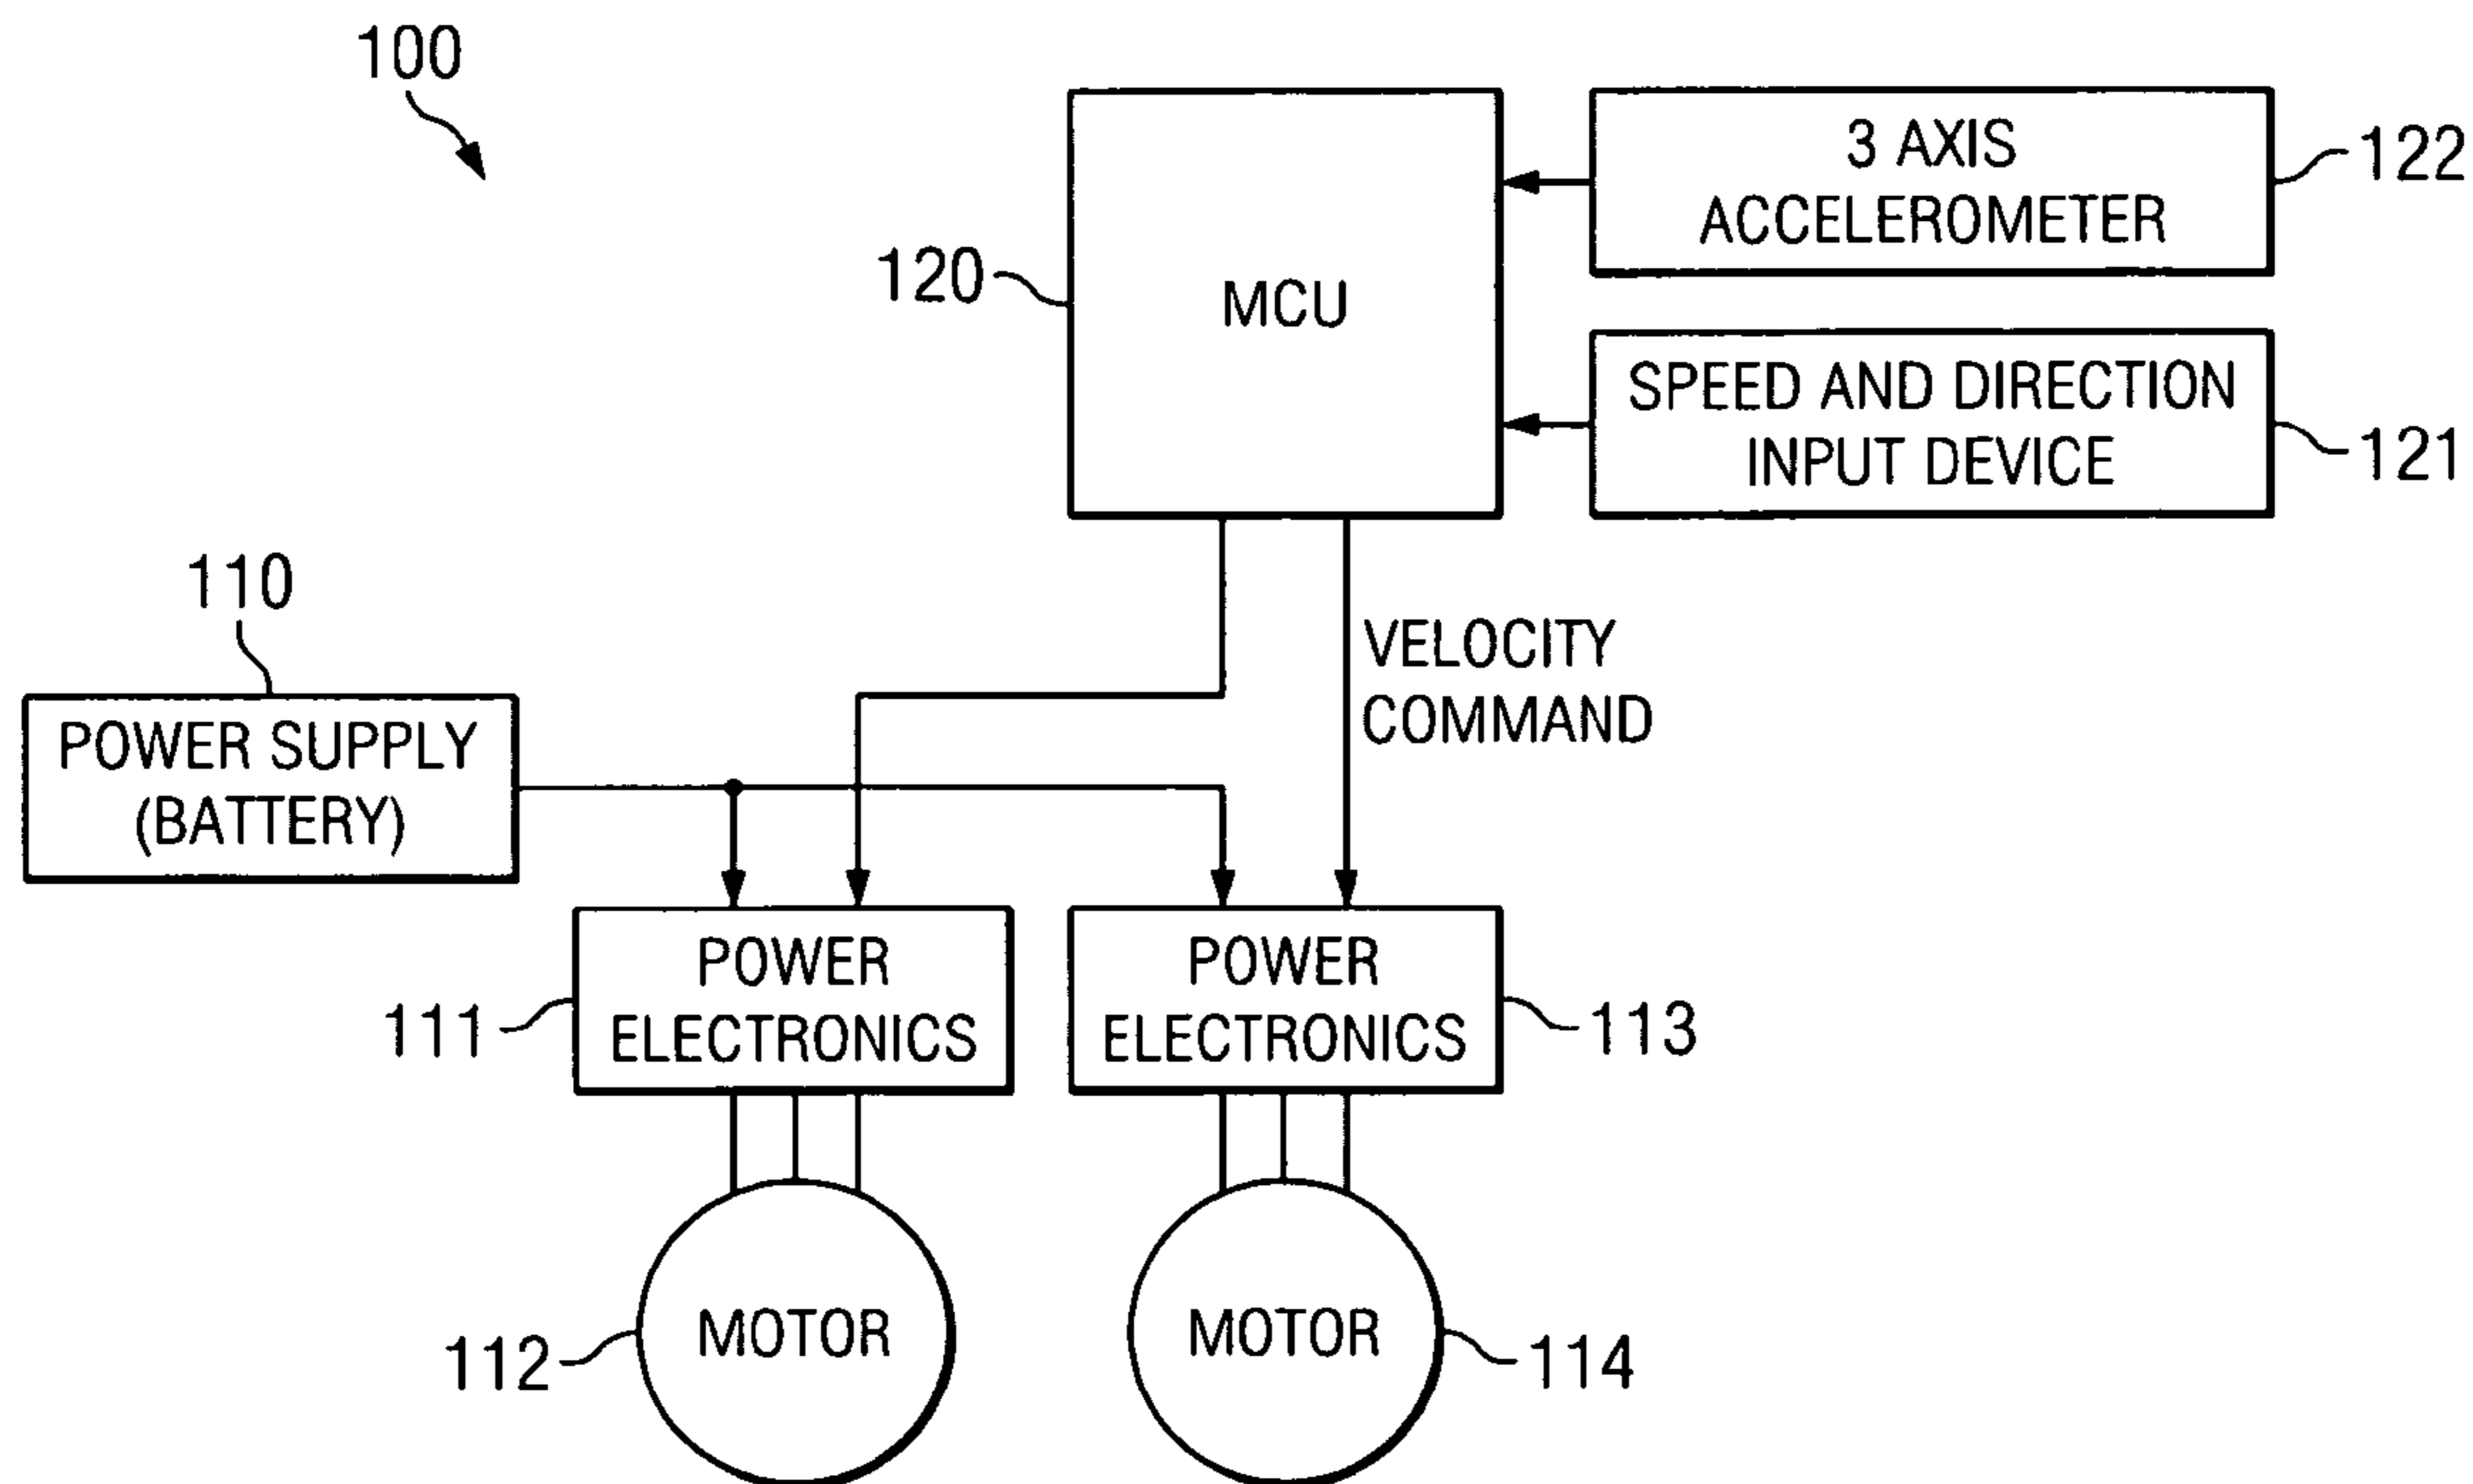 100
3 AXIS
ACCELEROMETER
122
120
MCU
SPEED AND DIRECTION
INPUT DEVICE
121
110
VELOCITY
COMMAND
POWER SUPPLY
(BATTERY)
POWER
ELECTRONICS
111
POWER
ELECTRONICS
113
MOTOR
112
MOTOR
114